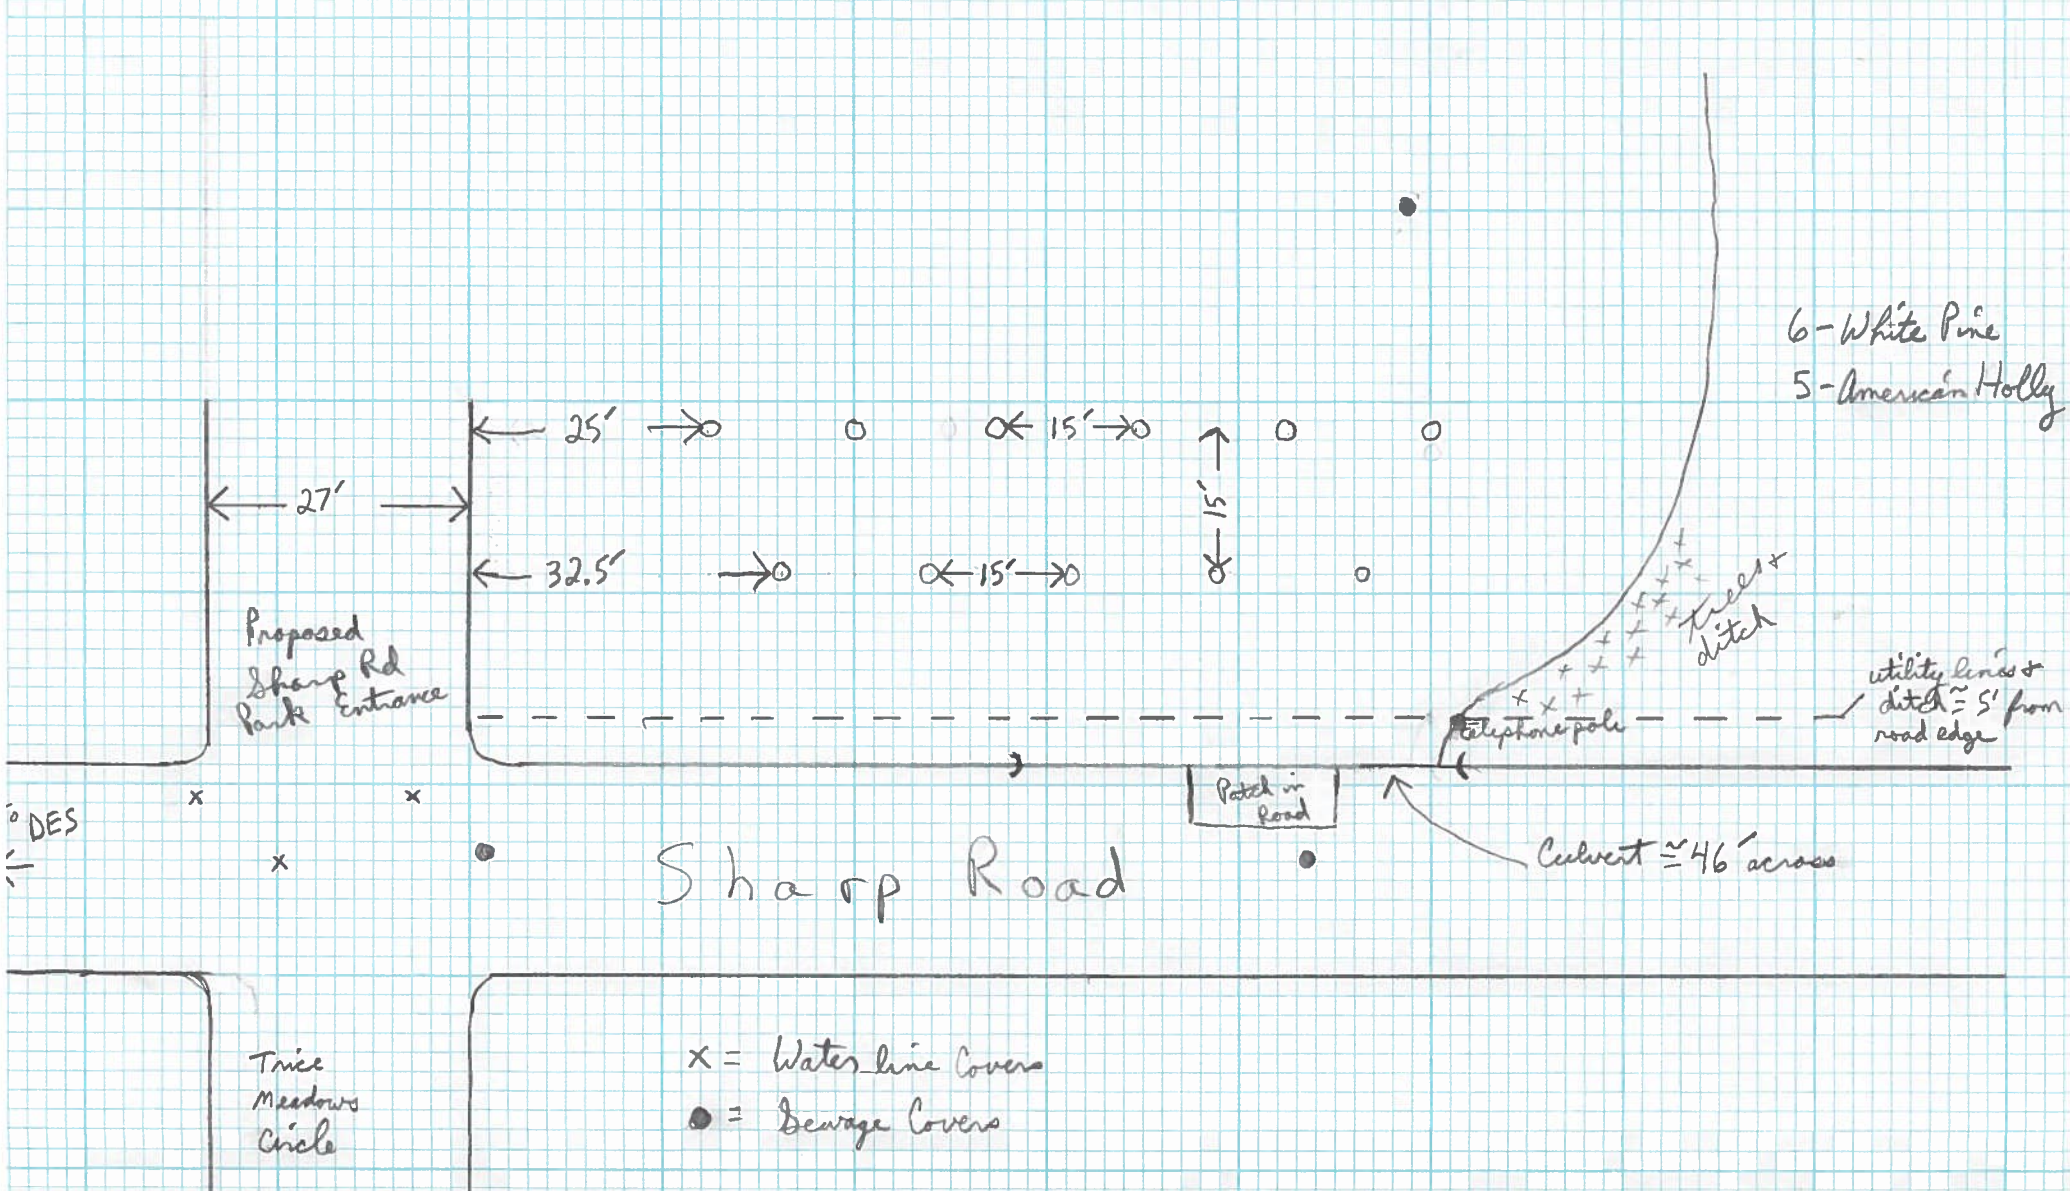 6-White Pine
5-American Holly
25'
15'
27'
15'
32.5'
15'
Proposed
Sharp Rd
Park Entrance
trees &
ditch
utility lines &
ditch ≅ 5' from
road edge
telephone pole
Patch in
Road
DES
Culvert ≅ 46' across
Sharp Road
Trice
Meadows
Circle
x = Water line Covers
● = Sewage Covers